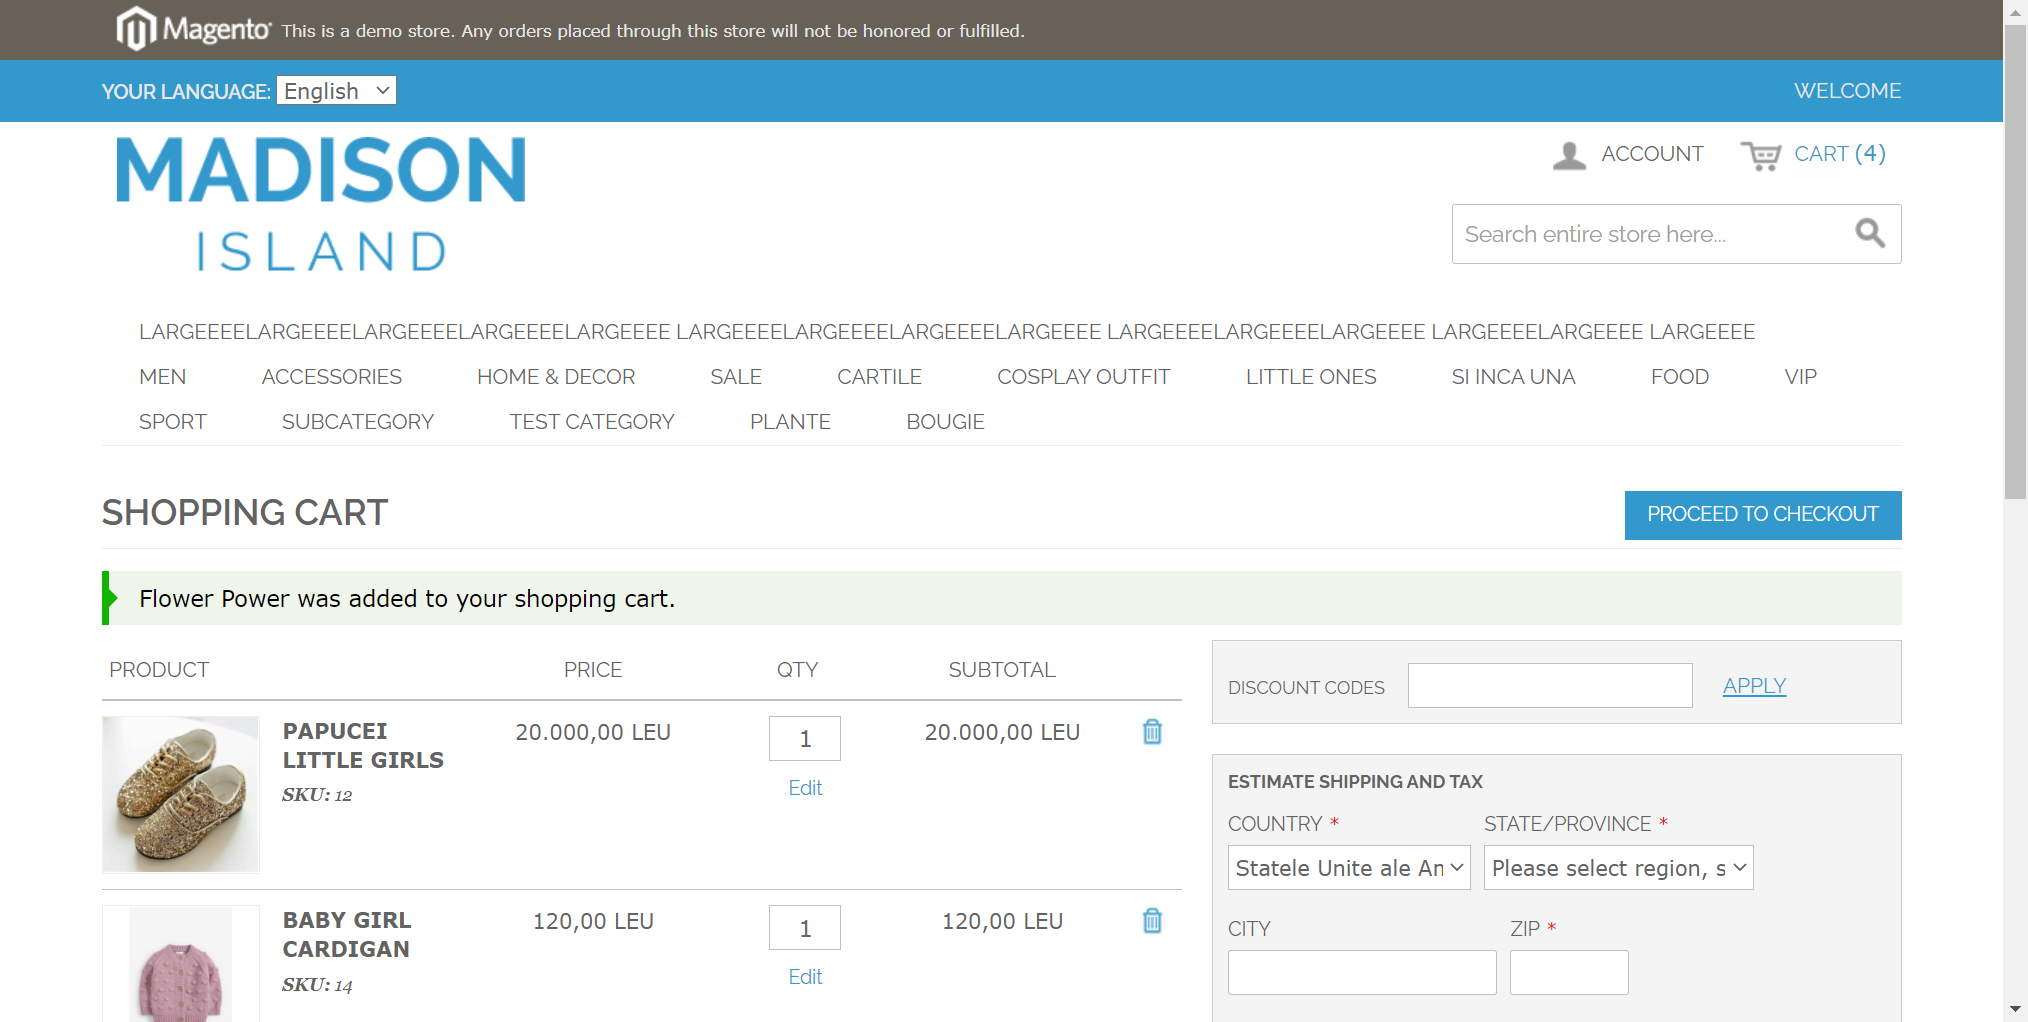 Magento This is a demo store. Any orders placed through this store will not be honored or fulfilled.
YOUR LANGUAGE: English WELCOME
MADISON
ISLAND
ACCOUNT CART (4)
Search entire store here...
LARGEEEELARGEEEELARGEEEELARGEEEELARGEEEE LARGEEEELARGEEEELARGEEEELARGEEEE LARGEEEELARGEEEELARGEEEE LARGEEEELARGEEEE LARGEEEE
MEN ACCESSORIES HOME & DECOR SALE CARTILE COSPLAY OUTFIT LITTLE ONES SI INCA UNA FOOD VIP
SPORT SUBCATEGORY TEST CATEGORY PLANTE BOUGIE
SHOPPING CART PROCEED TO CHECKOUT
Flower Power was added to your shopping cart.
PRODUCT PRICE QTY SUBTOTAL
PAPUCEI LITTLE GIRLS 20.000,00 LEU 1 20.000,00 LEU
SKU: 12 Edit
BABY GIRL CARDIGAN 120,00 LEU 1 120,00 LEU
SKU: 14 Edit
DISCOUNT CODES APPLY
ESTIMATE SHIPPING AND TAX
COUNTRY * STATE/PROVINCE *
Statele Unite ale Am Please select region, s
CITY ZIP *